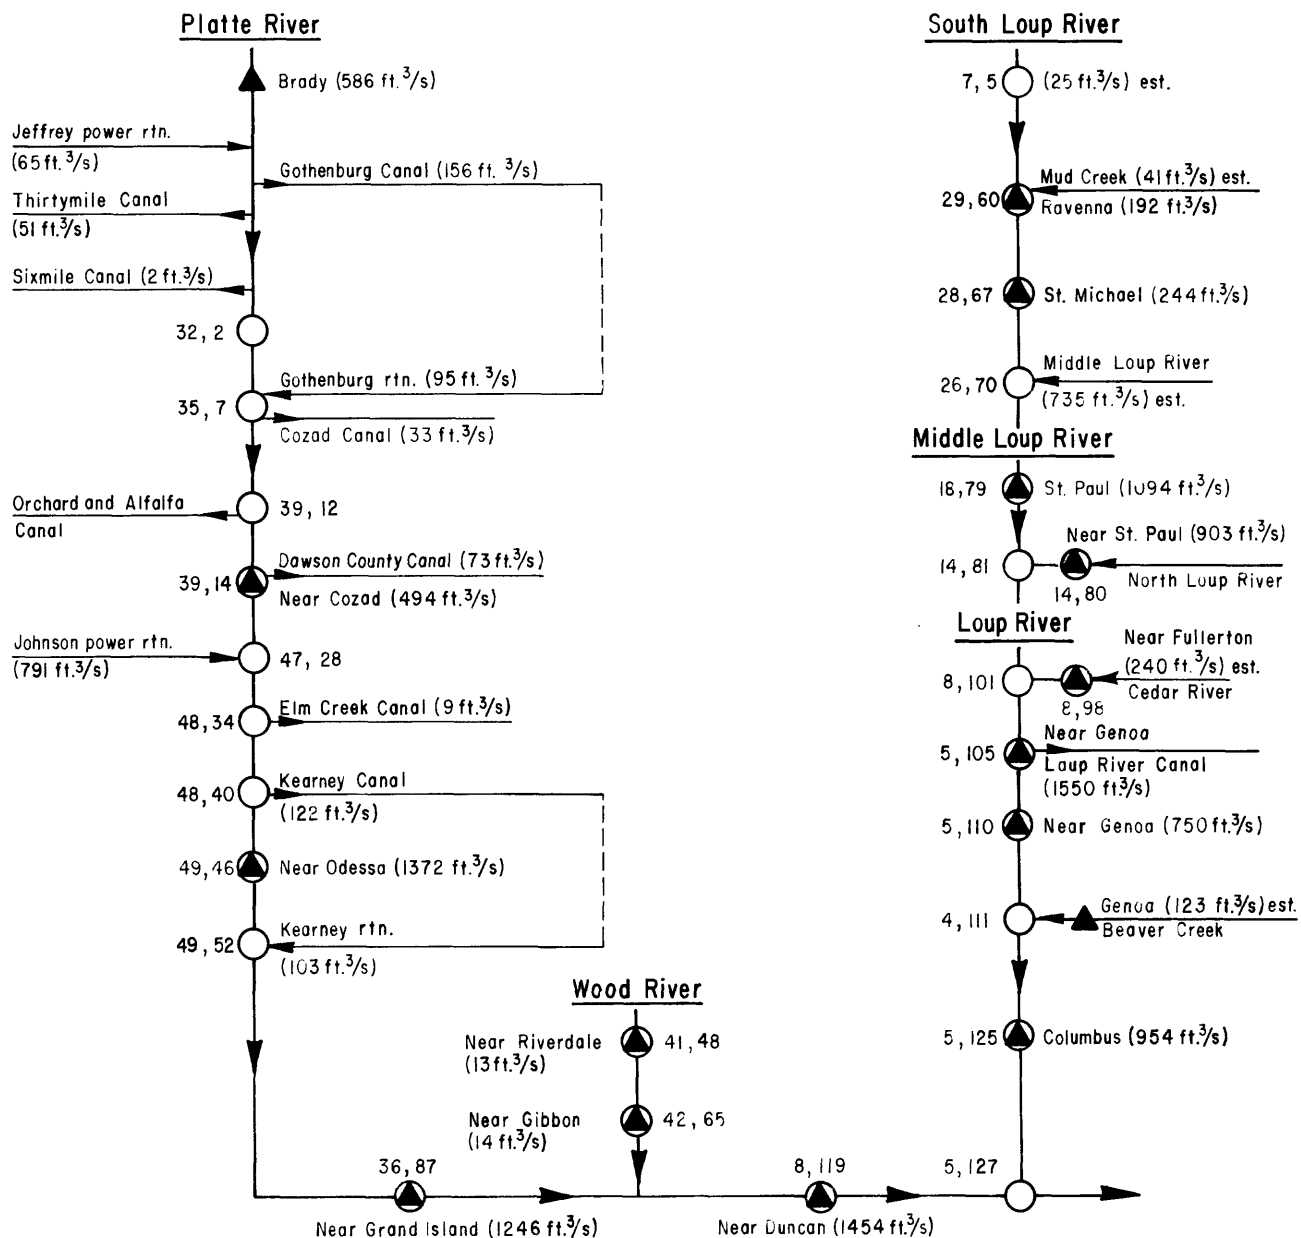 Platte River
Brady (586 ft.³/s)
Jeffrey power rtn.
(65 ft.³/s)
Gothenburg Canal (156 ft. ³/s)
Thirtymile Canal
(51 ft.³/s)
Sixmile Canal (2 ft.³/s)
32, 2
Gothenburg rtn. (95 ft.³/s)
35, 7
Cozad Canal (33 ft.³/s)
Orchard and Alfalfa
Canal
39, 12
Dawson County Canal (73 ft.³/s)
39, 14
Near Cozad (494 ft.³/s)
Johnson power rtn.
(791 ft.³/s)
47, 28
Elm Creek Canal (9 ft.³/s)
48, 34
Kearney Canal
48, 40
(122 ft.³/s)
49, 46
Near Odessa (1372 ft.³/s)
Kearney rtn.
49, 52
(103 ft.³/s)
Wood River
Near Riverdale
(13 ft.³/s)
41, 48
Near Gibbon
(14 ft.³/s)
42, 65
36, 87
Near Grand Island (1246 ft.³/s)
8, 119
Near Duncan (1454 ft.³/s)
South Loup River
7, 5
(25 ft.³/s) est.
Mud Creek (41 ft.³/s) est.
29, 60
Ravenna (192 ft.³/s)
28, 67
St. Michael (244 ft.³/s)
Middle Loup River
26, 70
(735 ft.³/s) est.
Middle Loup River
18, 79
St. Paul (1094 ft.³/s)
Near St. Paul (903 ft.³/s)
14, 81
North Loup River
14, 80
Loup River
Near Fullerton
(240 ft.³/s) est.
8, 101
Cedar River
8, 98
Near Genoa
5, 105
Loup River Canal
(1550 ft.³/s)
5, 110
Near Genoa (750 ft.³/s)
Genoa (123 ft.³/s) est.
4, 111
Beaver Creek
5, 125
Columbus (954 ft.³/s)
5, 127